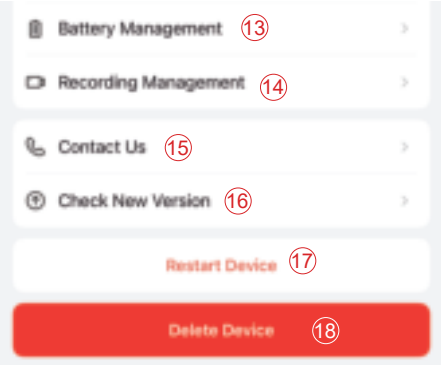 Battery Management 13
Recording Management 14
Contact Us 15
Check New Version 16
Restart Device 17
Delete Device 18